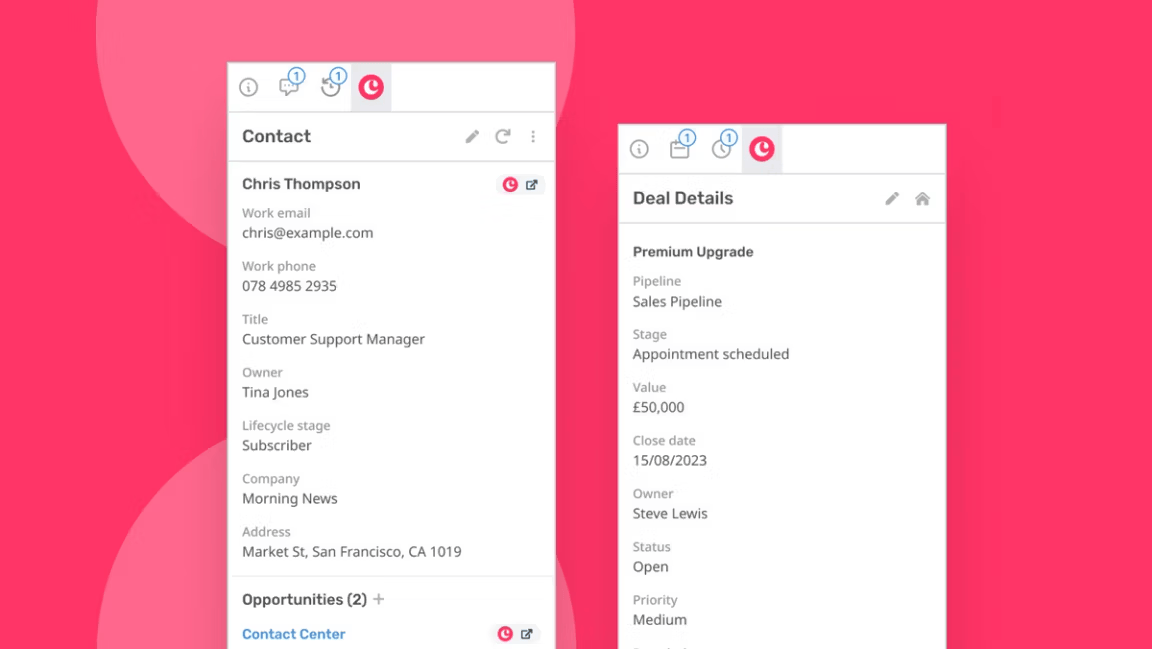 1
1
Contact
Chris Thompson
Work email
chris@example.com
Work phone
078 4985 2935
Title
Customer Support Manager
Owner
Tina Jones
Lifecycle stage
Subscriber
Company
Morning News
Address
Market St, San Francisco, CA 1019
Opportunities (2) +
Contact Center
1
1
Deal Details
Premium Upgrade
Pipeline
Sales Pipeline
Stage
Appointment scheduled
Value
£50,000
Close date
15/08/2023
Owner
Steve Lewis
Status
Open
Priority
Medium